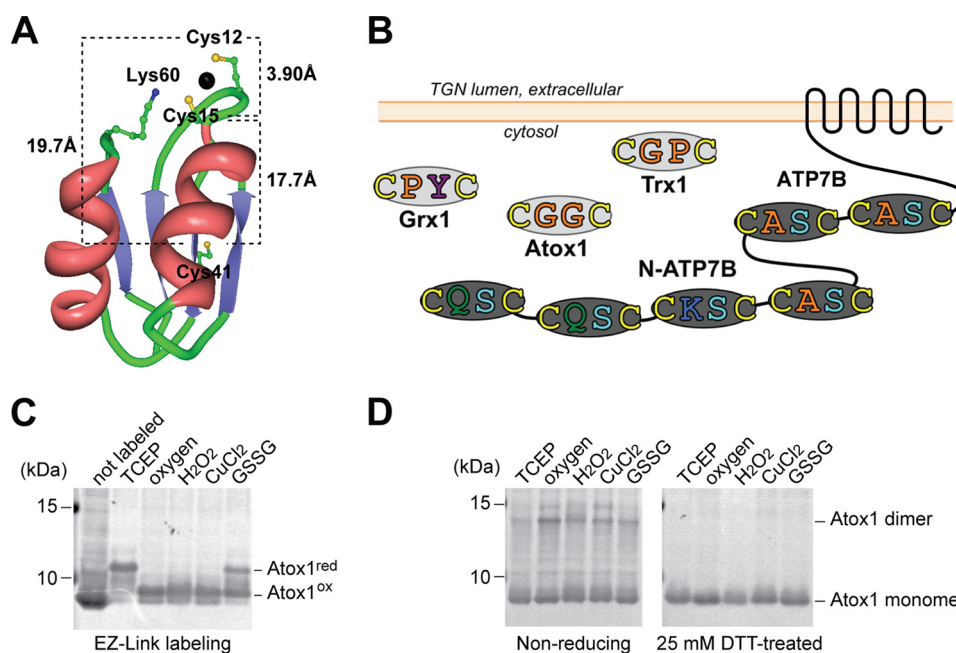 A
Cys12
Lys60
3.90Å
Cys15
19.7Å
17.7Å
Cys41
B
TGN lumen, extracellular
cytosol
CGPC
Trx1
ATP7B
CPYC
Grx1
CGGC
Atox1
CASC
CASC
N-ATP7B
CQSC
CQSC
CKSC
CASC
C
(kDa)
not labeled
TCEP
oxygen
H2O2
CuCl2
GSSG
15
10
Atox1red
Atox1ox
EZ-Link labeling
D
(kDa)
TCEP
oxygen
H2O2
CuCl2
GSSG
TCEP
oxygen
H2O2
CuCl2
GSSG
15
10
Atox1 dimer
Atox1 monome
Non-reducing
25 mM DTT-treated